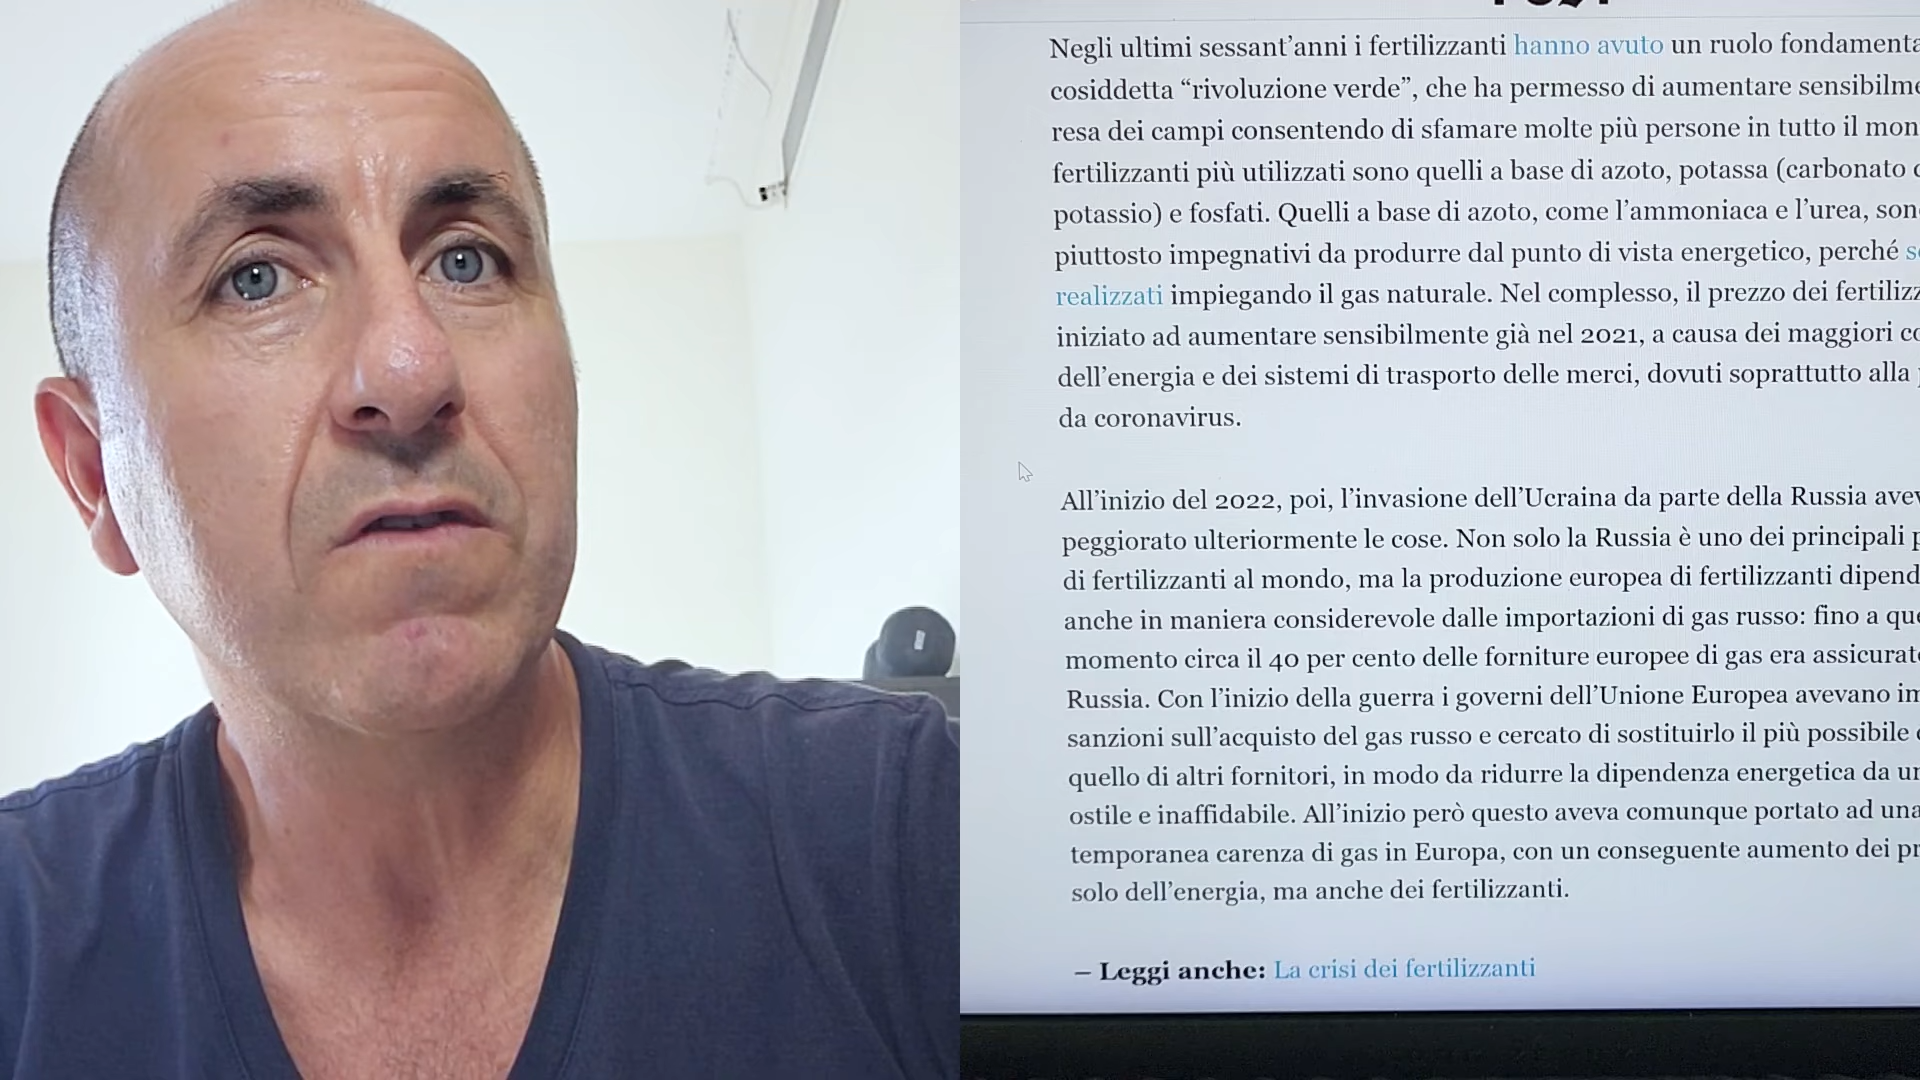 Negli ultimi sessant’anni i fertilizzanti hanno avuto un ruolo
cosiddetta “rivoluzione verde”, che ha permesso di aumentare
resa dei campi consentendo di sfamare molte più persone in tutto il
fertilizzanti più utilizzati sono quelli a base di azoto, potassa (carbonato
potassio) e fosfati. Quelli a base di azoto, come l’ammoniaca e l’urea,
piuttosto impegnativi da produrre dal punto di vista energetico, perché
realizzati impiegando il gas naturale. Nel complesso, il prezzo dei
iniziato ad aumentare sensibilmente già nel 2021, a causa dei maggiori
dell’energia e dei sistemi di trasporto delle merci, dovuti soprattutto alla
da coronavirus.
All’inizio del 2022, poi, l’invasione dell’Ucraina da parte della Russia
peggiorato ulteriormente le cose. Non solo la Russia è uno dei principali
di fertilizzanti al mondo, ma la produzione europea di fertilizzanti
anche in maniera considerevole dalle importazioni di gas russo: fino a
momento circa il 40 per cento delle forniture europee di gas era
Russia. Con l’inizio della guerra i governi dell’Unione Europea avevano
sanzioni sull’acquisto del gas russo e cercato di sostituirlo il più possibile
quello di altri fornitori, in modo da ridurre la dipendenza energetica da
ostile e inaffidabile. All’inizio però questo aveva comunque portato ad
temporanea carenza di gas in Europa, con un conseguente aumento dei
solo dell’energia, ma anche dei fertilizzanti.
– Leggi anche: La crisi dei fertilizzanti